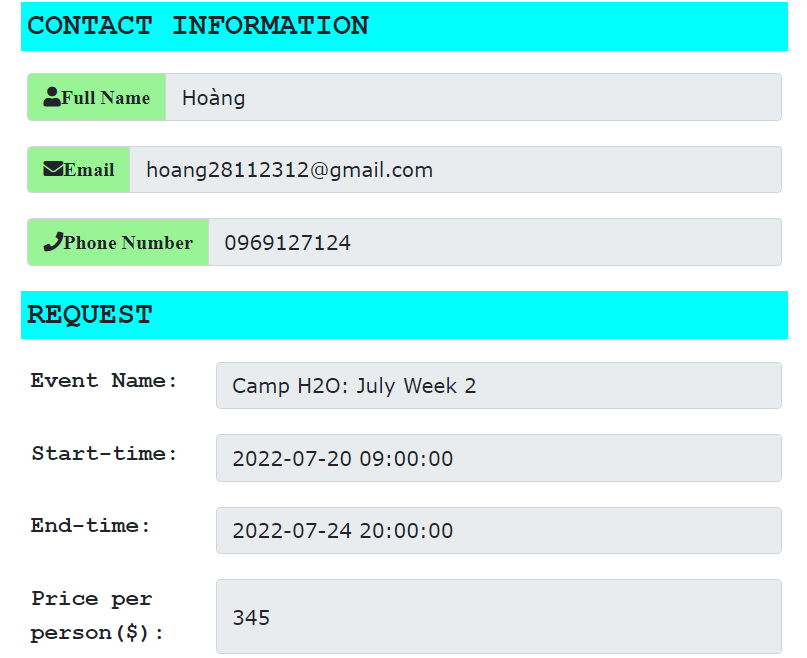 CONTACT INFORMATION
Full Name Hoàng
Email hoang28112312@gmail.com
Phone Number 0969127124
REQUEST
Event Name: Camp H2O: July Week 2
Start-time: 2022-07-20 09:00:00
End-time: 2022-07-24 20:00:00
Price per
person($): 345